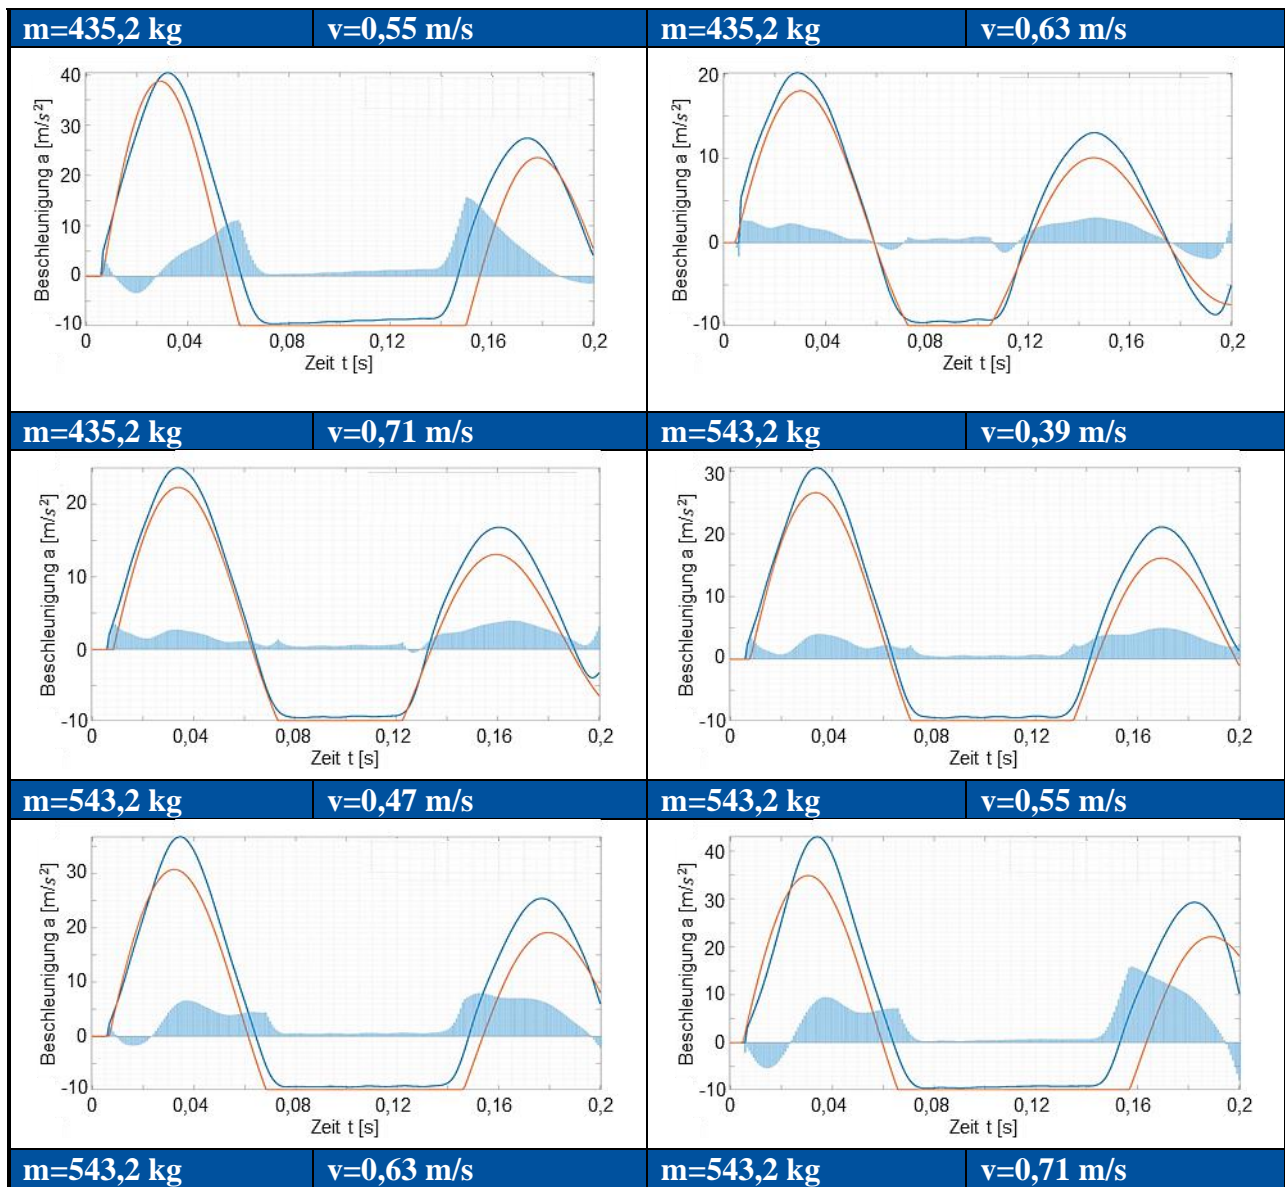 m=435,2 kg v=0,55 m/s m=435,2 kg v=0,63 m/s
Beschleunigung a [m/s²]
40
30
20
10
0
-10
0 0,04 0,08 0,12 0,16 0,2
Zeit t [s]
Beschleunigung a [m/s²]
20
10
0
-10
0 0,04 0,08 0,12 0,16 0,2
Zeit t [s]
m=435,2 kg v=0,71 m/s m=543,2 kg v=0,39 m/s
Beschleunigung a [m/s²]
20
10
0
-10
0 0,04 0,08 0,12 0,16 0,2
Zeit t [s]
Beschleunigung a [m/s²]
30
20
10
0
-10
0 0,04 0,08 0,12 0,16 0,2
Zeit t [s]
m=543,2 kg v=0,47 m/s m=543,2 kg v=0,55 m/s
Beschleunigung a [m/s²]
30
20
10
0
-10
0 0,04 0,08 0,12 0,16 0,2
Zeit t [s]
Beschleunigung a [m/s²]
40
30
20
10
0
-10
0 0,04 0,08 0,12 0,16 0,2
Zeit t [s]
m=543,2 kg v=0,63 m/s m=543,2 kg v=0,71 m/s